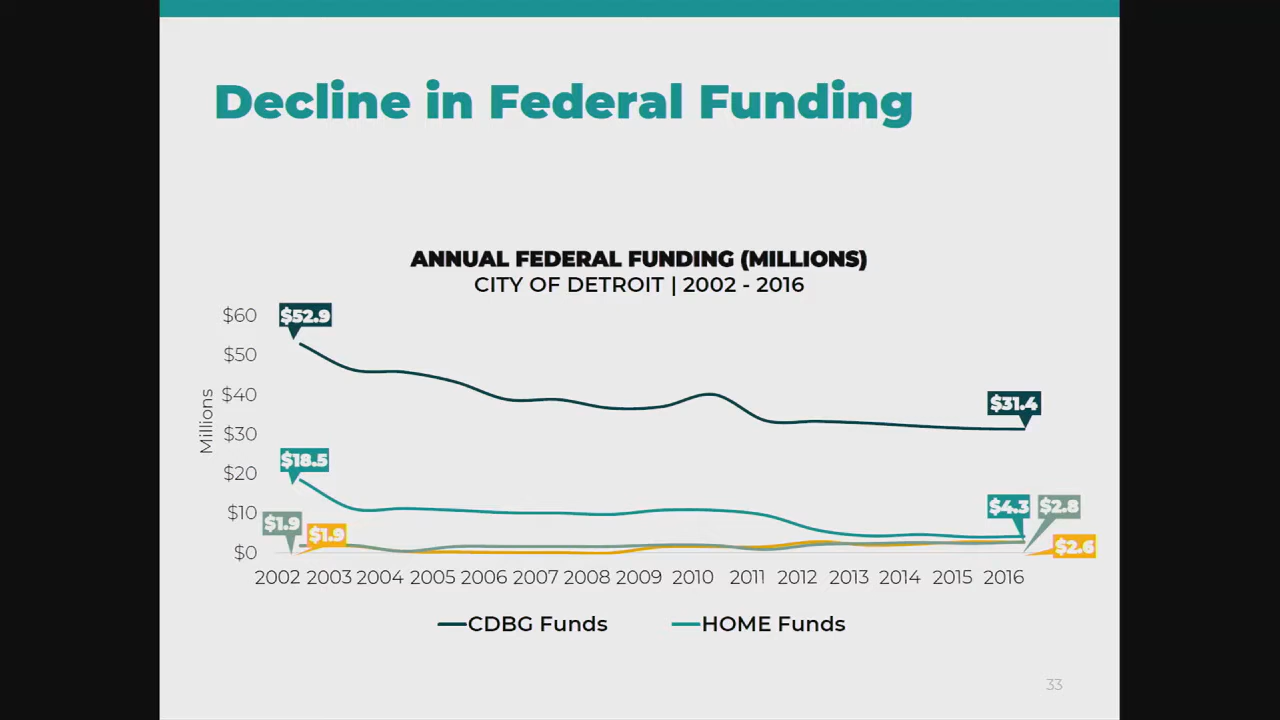 Decline in Federal Funding
ANNUAL FEDERAL FUNDING (MILLIONS)
CITY OF DETROIT | 2002 - 2016
Millions
$60
$50
$40
$30
$20
$10
$0
$52.9
$31.4
$18.5
$4.3
$2.8
$1.9
$1.9
$2.6
2002 2003 2004 2005 2006 2007 2008 2009 2010 2011 2012 2013 2014 2015 2016
CDBG Funds HOME Funds
33